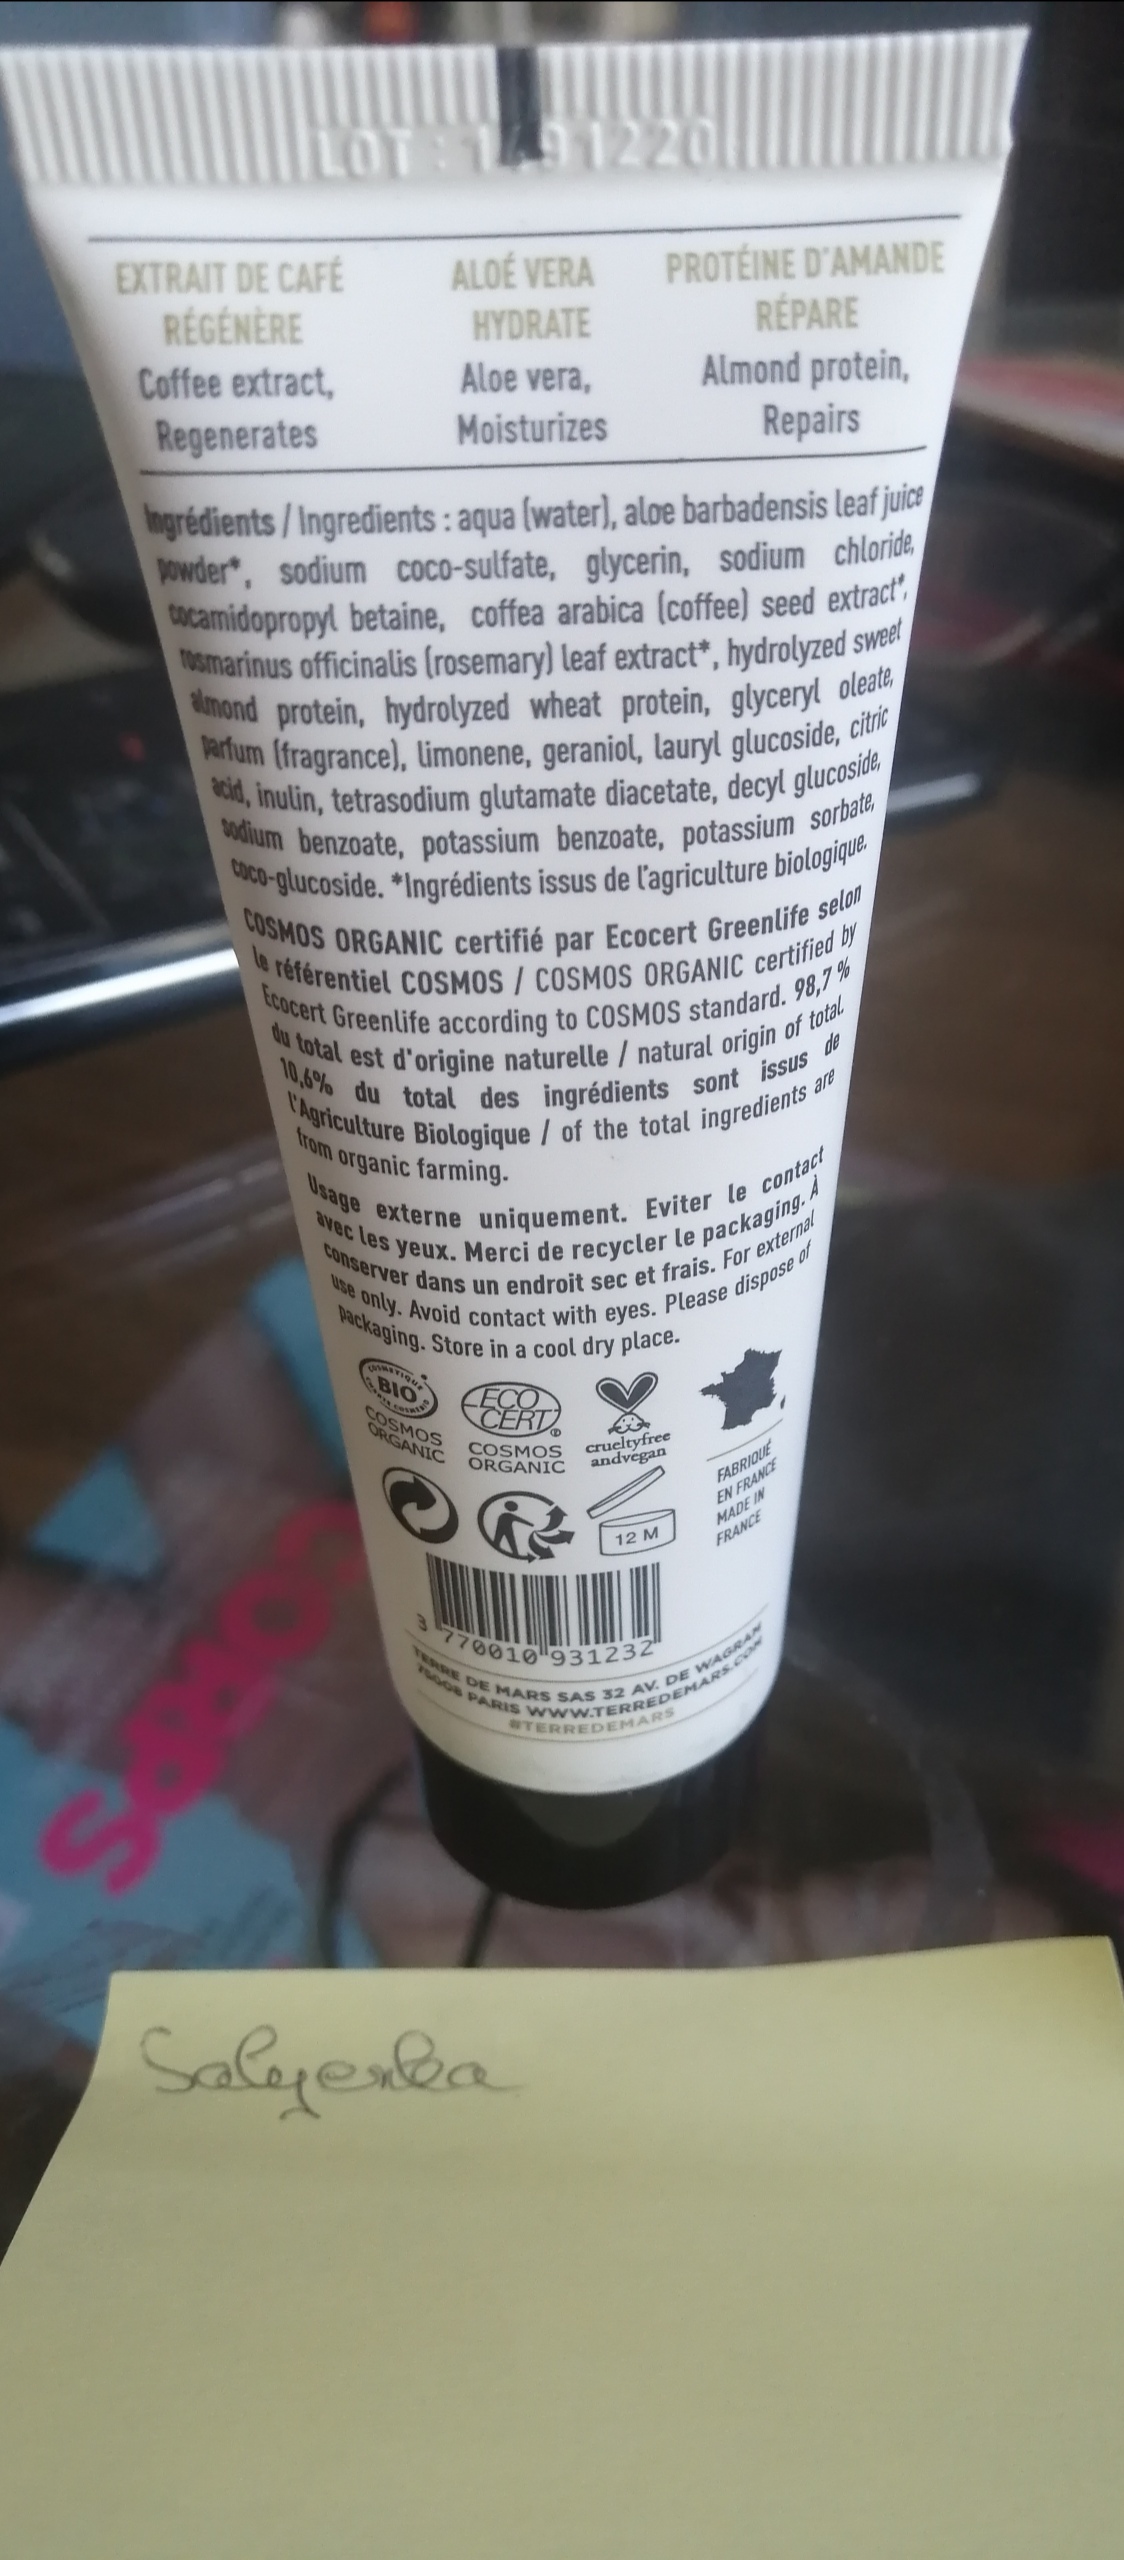 LOT : 1491220
EXTRAIT DE CAFÉ
RÉGÉNÈRE
Coffee extract,
Regenerates
ALOÉ VERA
HYDRATE
Aloe vera,
Moisturizes
PROTÉINE D'AMANDE
RÉPARE
Almond protein,
Repairs
Ingrédients / Ingredients : aqua (water), aloe barbadensis leaf juice
powder*, sodium coco-sulfate, glycerin, sodium chloride,
cocamidopropyl betaine, coffea arabica (coffee) seed extract*,
rosmarinus officinalis (rosemary) leaf extract*, hydrolyzed sweet
almond protein, hydrolyzed wheat protein, glyceryl oleate,
parfum (fragrance), limonene, geraniol, lauryl glucoside, citric
acid, inulin, tetrasodium glutamate diacetate, decyl glucoside,
sodium benzoate, potassium benzoate, potassium sorbate,
coco-glucoside. *Ingrédients issus de l'agriculture biologique.
COSMOS ORGANIC certifié par Ecocert Greenlife selon
le référentiel COSMOS / COSMOS ORGANIC certified by
Ecocert Greenlife according to COSMOS standard. 98,7 %
du total est d'origine naturelle / natural origin of total.
10,6% du total des ingrédients sont issus de
l'Agriculture Biologique / of the total ingredients are
from organic farming.
Usage externe uniquement. Eviter le contact
avec les yeux. Merci de recycler le packaging. À
conserver dans un endroit sec et frais. For external
use only. Avoid contact with eyes. Please dispose of
packaging. Store in a cool dry place.
COSMETIQUE
BIO
COSMOS
ORGANIC
ECO
CERT®
COSMOS
ORGANIC
crueltyfree
andvegan
FABRIQUÉ
EN FRANCE
MADE IN
FRANCE
12 M
3 770010 931232
TERRE DE MARS SAS 32 AV. DE WAGRAM
75008 PARIS WWW.TERREDEMARS.COM
#TERREDEMARS